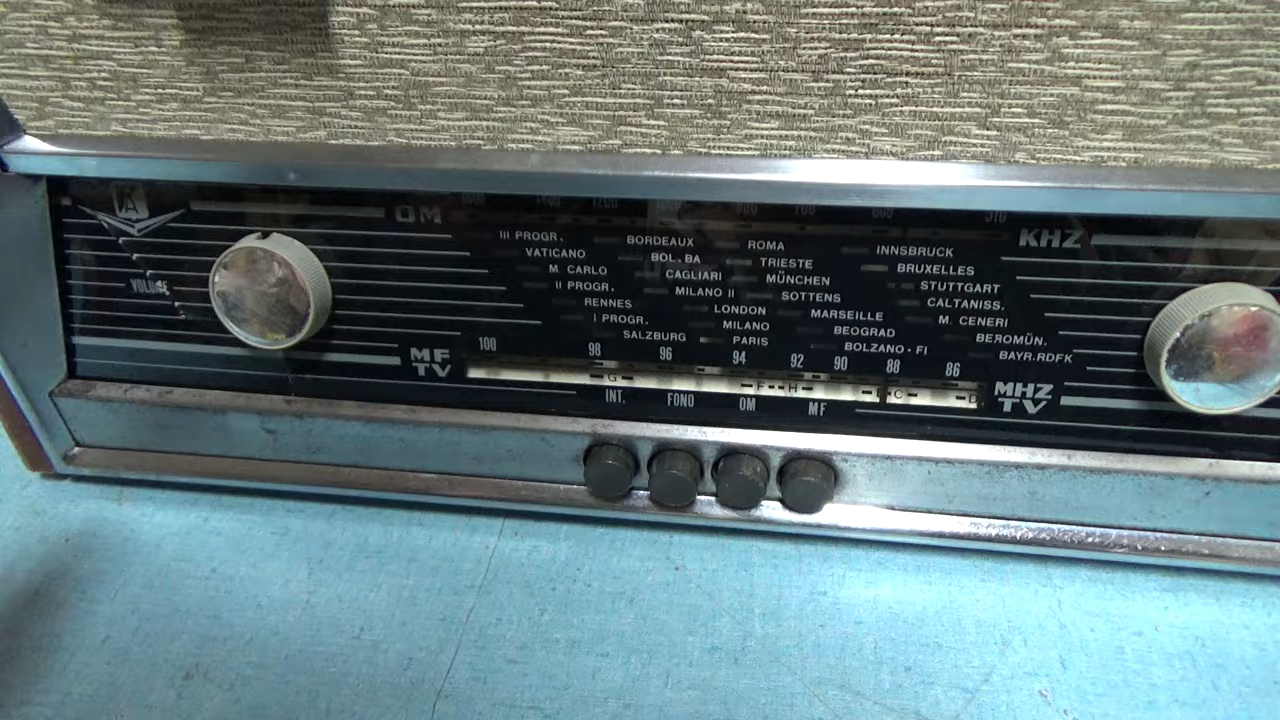 A
OM
510
KHZ
III PROGR. BORDEAUX ROMA INNSBRUCK
VATICANO BOL.BA TRIESTE BRUXELLES
M. CARLO CAGLIARI MÜNCHEN STUTTGART
II PROGR. MILANO II SOTTENS CALTANISS.
RENNES LONDON MARSEILLE M. CENERI
I PROGR. MILANO BEOGRAD BEROMÜN.
SALZBURG PARIS BOLZANO-FI BAYR.RDFK
VOLUME
100 98 96 94 92 90 88 86
MF
TV
G F H C D
MHZ
TV
INT. FONO OM MF